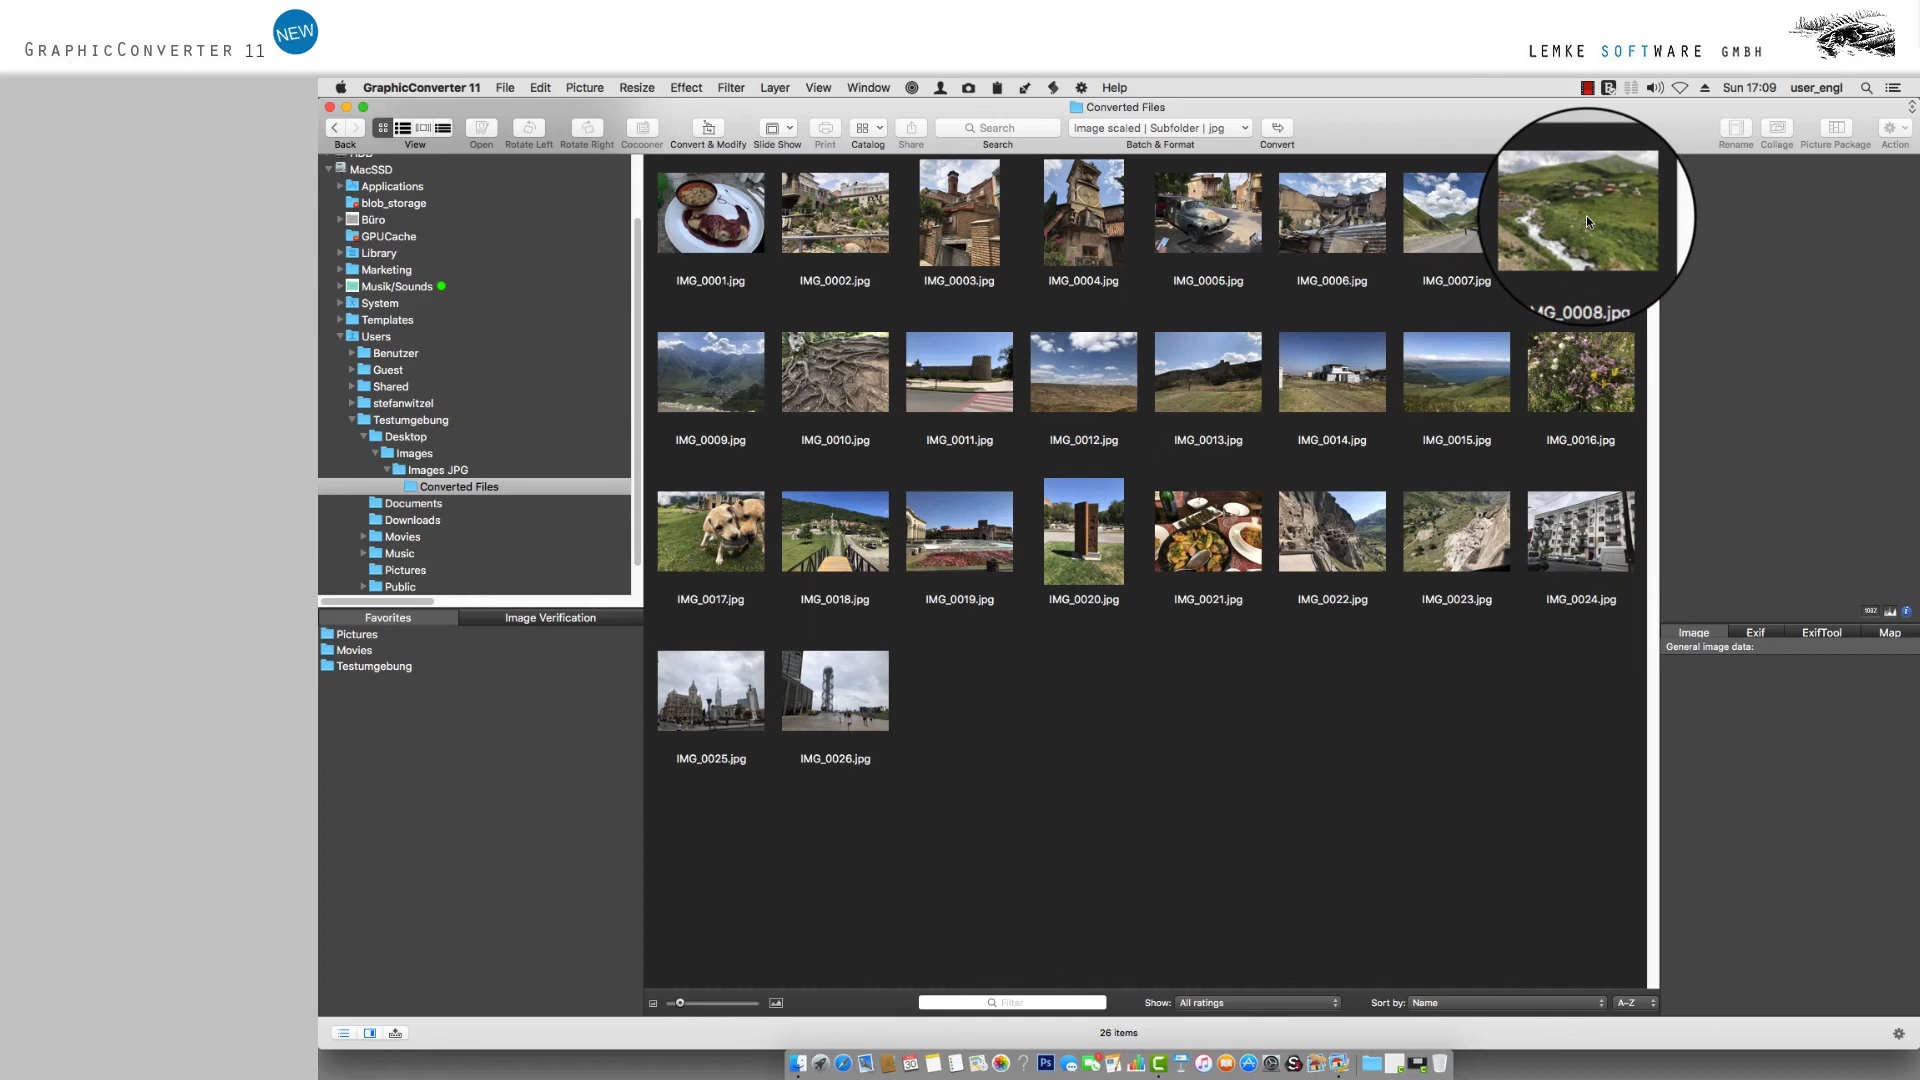 GRAPHICCONVERTER 11 NEW
LEMKE SOFTWARE GMBH
GraphicConverter 11 File Edit Picture Resize Effect Filter Layer View Window Help Sun 17:09 user_engl
Converted Files
Search Image scaled | Subfolder | jpg
Back View Open Rotate Left Rotate Right Cocooner Convert & Modify Slide Show Print Catalog Share Search Batch & Format Convert Rename Collage Picture Package Action
HDD
MacSSD
Applications
blob_storage
Büro
GPUCache
Library
Marketing
Musik/Sounds
System
Templates
Users
Benutzer
Guest
Shared
stefanwitzel
Testumgebung
Desktop
Images
Images JPG
Converted Files
Documents
Downloads
Movies
Music
Pictures
Public
Favorites Image Verification
Pictures
Movies
Testumgebung
IMG_0001.jpg IMG_0002.jpg IMG_0003.jpg IMG_0004.jpg IMG_0005.jpg IMG_0006.jpg IMG_0007.jpg IMG_0008.jpg
IMG_0009.jpg IMG_0010.jpg IMG_0011.jpg IMG_0012.jpg IMG_0013.jpg IMG_0014.jpg IMG_0015.jpg IMG_0016.jpg
IMG_0017.jpg IMG_0018.jpg IMG_0019.jpg IMG_0020.jpg IMG_0021.jpg IMG_0022.jpg IMG_0023.jpg IMG_0024.jpg
IMG_0025.jpg IMG_0026.jpg
Image Exif ExifTool Map
General image data:
Filter Show: All ratings Sort by: Name A-Z
26 items